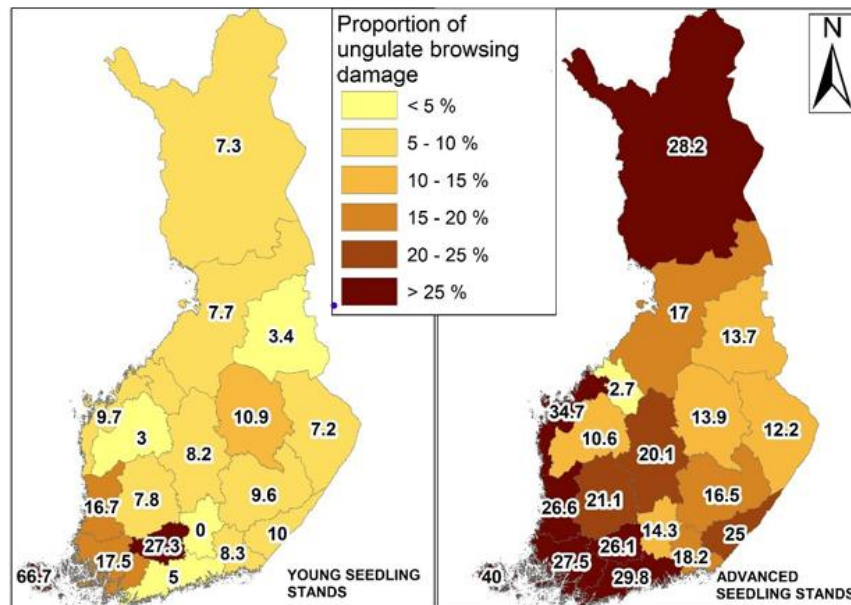 Proportion of
ungulate browsing
damage
< 5 %
5 - 10 %
10 - 15 %
15 - 20 %
20 - 25 %
> 25 %
N
7.3
7.7
3.4
9.7
3
8.2
10.9
7.2
16.7
7.8
9.6
0
10
27.3
17.5
8.3
5
66.7
YOUNG SEEDLING
STANDS
28.2
17
13.7
2.7
34.7
10.6
20.1
13.9
12.2
26.6
21.1
16.5
14.3
25
26.1
18.2
27.5
29.8
40
ADVANCED
SEEDLING STANDS